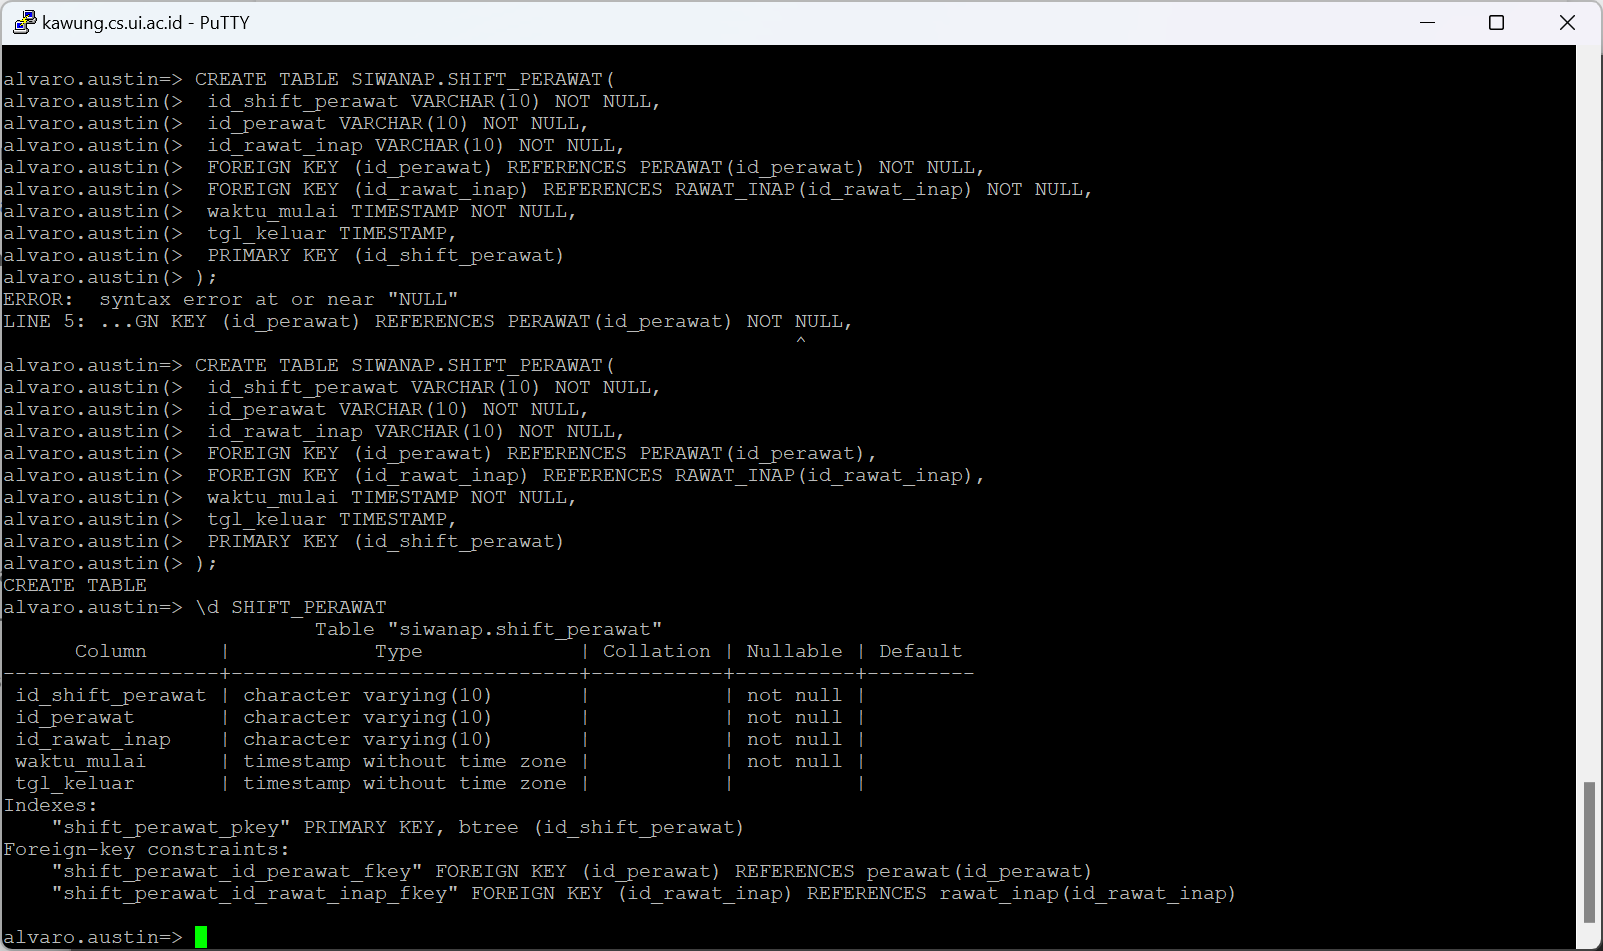 kawung.cs.ui.ac.id - PuTTY
alvaro.austin=> CREATE TABLE SIWANAP.SHIFT_PERAWAT(
alvaro.austin(>  id_shift_perawat VARCHAR(10) NOT NULL,
alvaro.austin(>  id_perawat VARCHAR(10) NOT NULL,
alvaro.austin(>  id_rawat_inap VARCHAR(10) NOT NULL,
alvaro.austin(>  FOREIGN KEY (id_perawat) REFERENCES PERAWAT(id_perawat) NOT NULL,
alvaro.austin(>  FOREIGN KEY (id_rawat_inap) REFERENCES RAWAT_INAP(id_rawat_inap) NOT NULL,
alvaro.austin(>  waktu_mulai TIMESTAMP NOT NULL,
alvaro.austin(>  tgl_keluar TIMESTAMP,
alvaro.austin(>  PRIMARY KEY (id_shift_perawat)
alvaro.austin(> );
ERROR:  syntax error at or near "NULL"
LINE 5: ...GN KEY (id_perawat) REFERENCES PERAWAT(id_perawat) NOT NULL,
                                                                  ^
alvaro.austin=> CREATE TABLE SIWANAP.SHIFT_PERAWAT(
alvaro.austin(>  id_shift_perawat VARCHAR(10) NOT NULL,
alvaro.austin(>  id_perawat VARCHAR(10) NOT NULL,
alvaro.austin(>  id_rawat_inap VARCHAR(10) NOT NULL,
alvaro.austin(>  FOREIGN KEY (id_perawat) REFERENCES PERAWAT(id_perawat),
alvaro.austin(>  FOREIGN KEY (id_rawat_inap) REFERENCES RAWAT_INAP(id_rawat_inap),
alvaro.austin(>  waktu_mulai TIMESTAMP NOT NULL,
alvaro.austin(>  tgl_keluar TIMESTAMP,
alvaro.austin(>  PRIMARY KEY (id_shift_perawat)
alvaro.austin(> );
CREATE TABLE
alvaro.austin=> \d SHIFT_PERAWAT
                          Table "siwanap.shift_perawat"
      Column      |            Type             | Collation | Nullable | Default
------------------+-----------------------------+-----------+----------+---------
 id_shift_perawat | character varying(10)       |           | not null |
 id_perawat       | character varying(10)       |           | not null |
 id_rawat_inap    | character varying(10)       |           | not null |
 waktu_mulai      | timestamp without time zone |           | not null |
 tgl_keluar       | timestamp without time zone |           |          |
Indexes:
    "shift_perawat_pkey" PRIMARY KEY, btree (id_shift_perawat)
Foreign-key constraints:
    "shift_perawat_id_perawat_fkey" FOREIGN KEY (id_perawat) REFERENCES perawat(id_perawat)
    "shift_perawat_id_rawat_inap_fkey" FOREIGN KEY (id_rawat_inap) REFERENCES rawat_inap(id_rawat_inap)
alvaro.austin=>